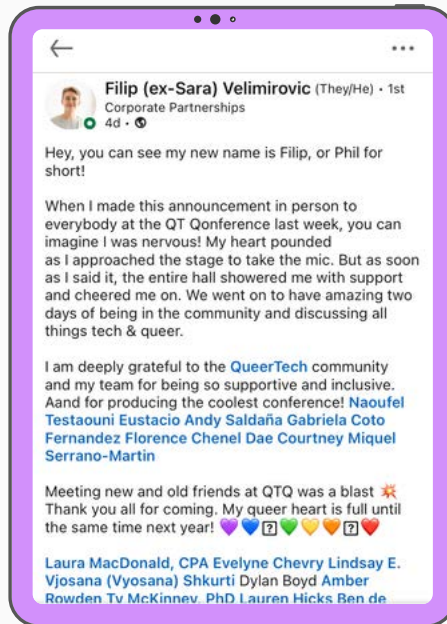 Filip (ex-Sara) Velimirovic (They/He) • 1st
Corporate Partnerships
4d •
Hey, you can see my new name is Filip, or Phil for
short!
When I made this announcement in person to
everybody at the QT Qonference last week, you can
imagine I was nervous! My heart pounded
as I approached the stage to take the mic. But as soon
as I said it, the entire hall showered me with support
and cheered me on. We went on to have amazing two
days of being in the community and discussing all
things tech & queer.
I am deeply grateful to the QueerTech community
and my team for being so supportive and inclusive.
Aand for producing the coolest conference! Naoufel
Testaouni Eustacio Andy Saldaña Gabriela Coto
Fernandez Florence Chenel Dae Courtney Miquel
Serrano-Martin
Meeting new and old friends at QTQ was a blast 💥
Thank you all for coming. My queer heart is full until
the same time next year! 💜💙🍀💚💛🧡🍀❤️
Laura MacDonald, CPA Evelyne Chevry Lindsay E.
Vjosana (Vyosana) Shkurti Dylan Boyd Amber
Rowden Ty McKinney, PhD Lauren Hicks Ben de